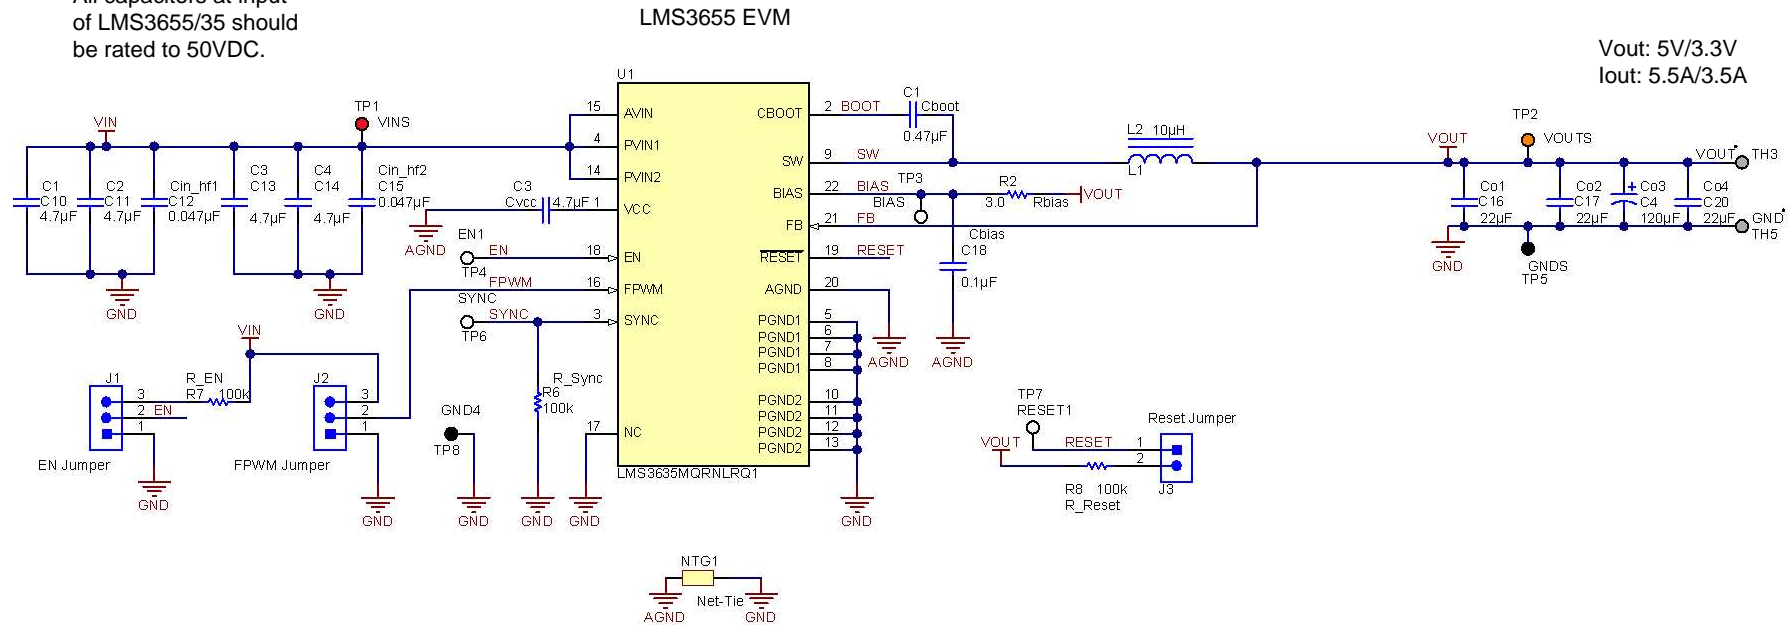 All capacitors at input
of LMS3655/35 should
be rated to 50VDC.
LMS3655 EVM
Vout: 5V/3.3V
Iout: 5.5A/3.5A
VIN
TP1
VINS
C1
C10
4.7µF
C2
C11
4.7µF
Cin_hf1
C12
0.047µF
C3
C13
4.7µF
C4
C14
4.7µF
Cin_hf2
C15
0.047µF
GND
GND
C3
Cvcc
4.7µF
AGND
EN1
EN
TP4
FPWM
SYNC
SYNC
TP6
R_Sync
R6
100k
GND
U1
15 AVIN
4 PVIN1
14 PVIN2
1 VCC
18 EN
16 FPWM
3 SYNC
17 NC
CBOOT 2
SW 9
BIAS 22
FB 21
RESET 19
AGND 20
PGND1 5
PGND1 6
PGND1 7
PGND1 8
PGND2 10
PGND2 11
PGND2 12
PGND2 13
LMS3635MQRNLRQ1
GND
GND
BOOT
C1
Cboot
0.47µF
SW
L2 10µH
L1
BIAS
TP3
BIAS
R2
3.0
Rbias
VOUT
FB
Cbias
C18
0.1µF
RESET
AGND
AGND
VOUT
TP2
VOUTS
VOUT
TH3
Co1
C16
22µF
Co2
C17
22µF
+
Co3
C4
120µF
Co4
C20
22µF
GND
TH5
GND
GNDS
TP5
VIN
J1
3
2
1
EN
R_EN
R7 100k
EN Jumper
GND
J2
3
2
1
FPWM Jumper
GND
GND4
TP8
GND
TP7
RESET1
VOUT
RESET
1
2
Reset Jumper
J3
R8 100k
R_Reset
NTG1
Net-Tie
AGND
GND